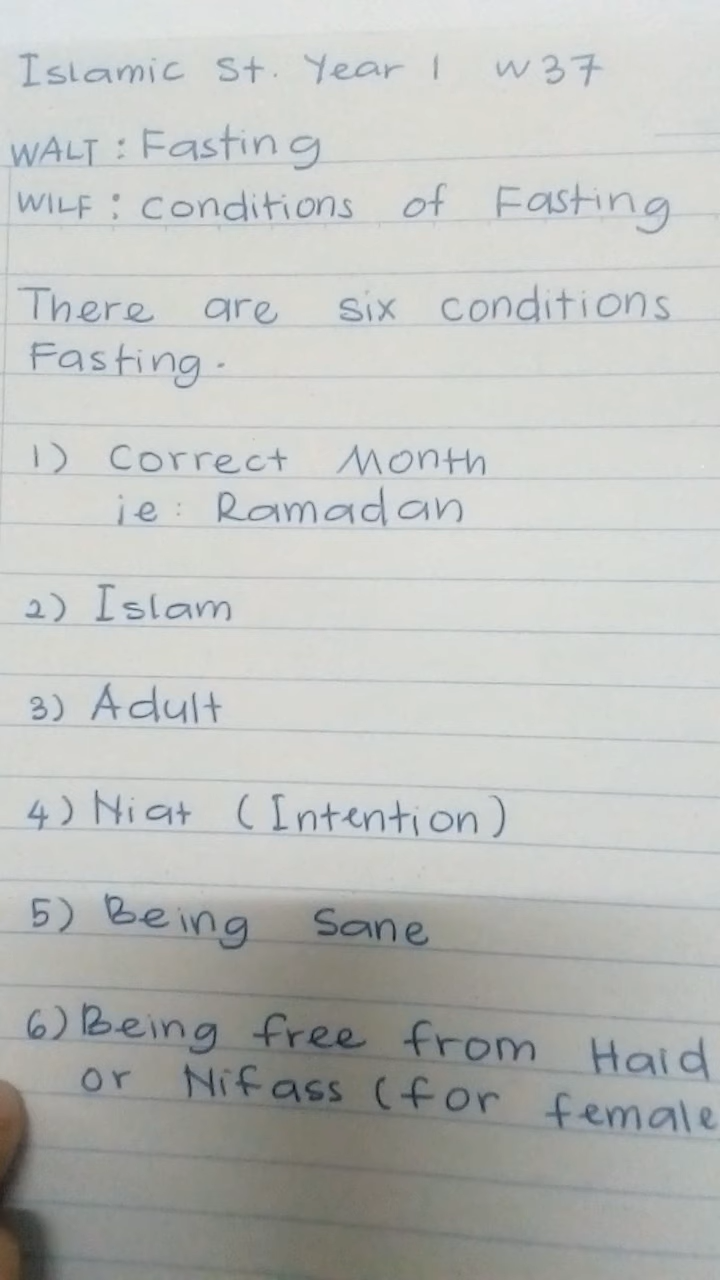 Islamic St. Year 1 W37
WALT : Fasting
WILF : conditions of Fasting
There are six conditions
Fasting.
1) Correct Month
ie : Ramadan
2) Islam
3) Adult
4) Niat (Intention)
5) Being sane
6) Being free from Haid
or Nifass (for female